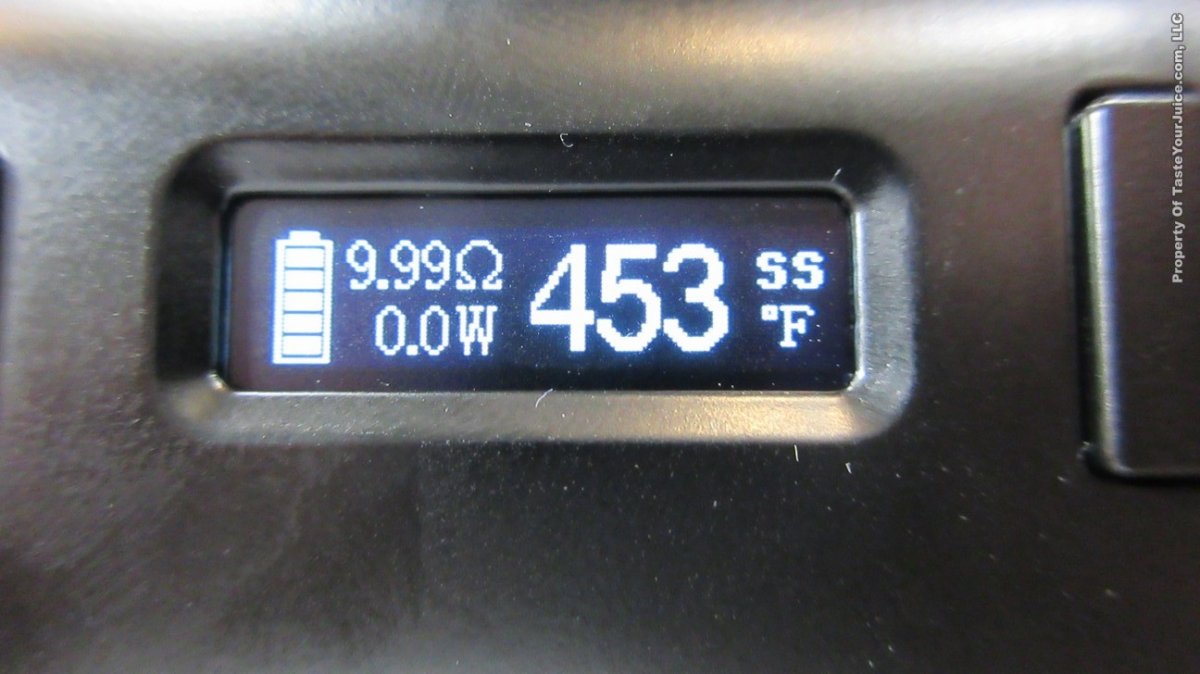 9.99Ω
0.0W
453
SS
°F
Property Of TasteYourJuice.com, LLC